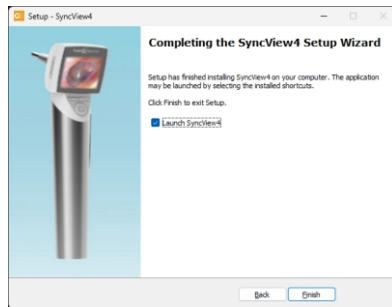 Setup - SyncView4
Completing the SyncView4 Setup Wizard
Setup has finished installing SyncView4 on your computer. The application
may be launched by selecting the installed shortcuts.
Click Finish to exit Setup.
Launch SyncView4
Back
Finish